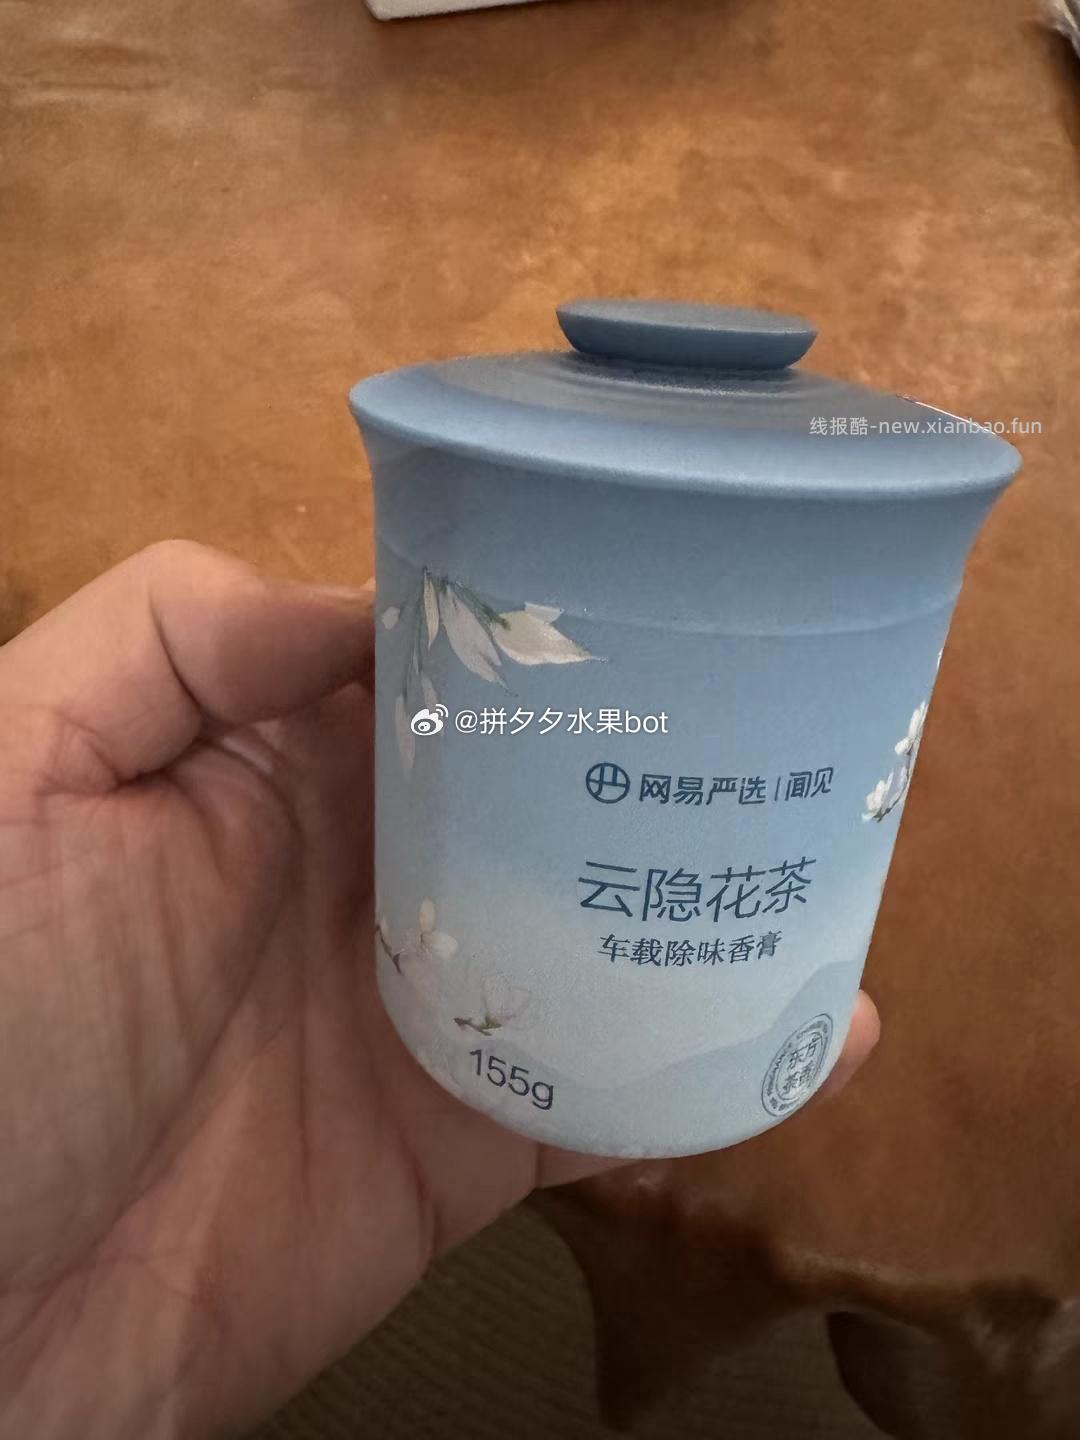 线报酷-new.xianbao.fun
@拼夕夕水果bot
网易严选|闻见
云隐花茶
车载除味香膏
155g
东方
茶香